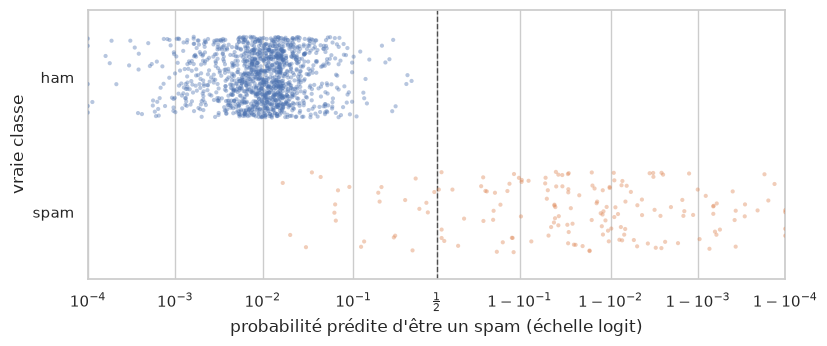 vraie classe
ham
spam
10⁻⁴ 10⁻³ 10⁻² 10⁻¹ ½ 1 − 10⁻¹ 1 − 10⁻² 1 − 10⁻³ 1 − 10⁻⁴
probabilité prédite d'être un spam (échelle logit)